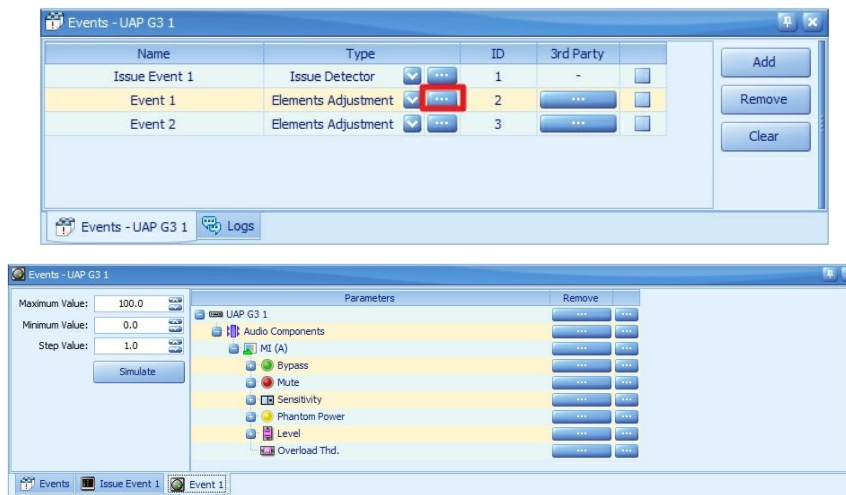 Events - UAP G3 1
Name Type ID 3rd Party
Issue Event 1 Issue Detector ... 1 -
Event 1 Elements Adjustment ... 2 ...
Event 2 Elements Adjustment ... 3 ...
Add
Remove
Clear
Events - UAP G3 1 Logs
Events - UAP G3 1
Maximum Value: 100.0
Minimum Value: 0.0
Step Value: 1.0
Simulate
Parameters Remove
UAP G3 1 ... ...
Audio Components ... ...
MI (A) ... ...
Bypass ... ...
Mute ... ...
Sensitivity ... ...
Phantom Power ... ...
Level ... ...
Overload Thd. ... ...
Events Issue Event 1 Event 1